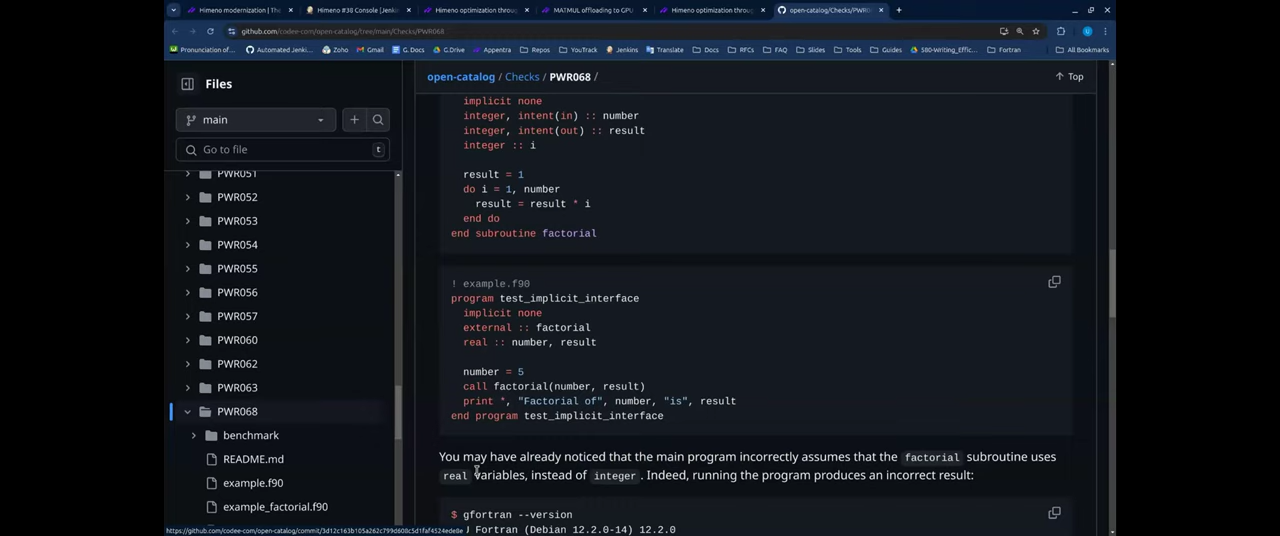 Himeno modernization | The
Himeno #38 Console [Jenkin
Himeno optimization throug
MATMUL offloading to GPU
Himeno optimization throug
open-catalog/Checks/PWR0
github.com/codee-com/open-catalog/tree/main/Checks/PWR068
Pronunciation of... Automated Jenkin... Zoho Gmail G. Docs G.Drive Appentra Repos YouTrack Jenkins Translate Docs RFCs FAQ Slides Tools Guides 580-Writing_Effic... Fortran All Bookmarks
Files
main
Go to file t
PWR051
PWR052
PWR053
PWR054
PWR055
PWR056
PWR057
PWR060
PWR062
PWR063
PWR068
benchmark
README.md
example.f90
example_factorial.f90
open-catalog / Checks / PWR068 /
Top
implicit none
integer, intent(in) :: number
integer, intent(out) :: result
integer :: i
result = 1
do i = 1, number
result = result * i
end do
end subroutine factorial
! example.f90
program test_implicit_interface
implicit none
external :: factorial
real :: number, result
number = 5
call factorial(number, result)
print *, "Factorial of", number, "is", result
end program test_implicit_interface
You may have already noticed that the main program incorrectly assumes that the factorial subroutine uses
real variables, instead of integer. Indeed, running the program produces an incorrect result:
$ gfortran --version
Fortran (Debian 12.2.0-14) 12.2.0